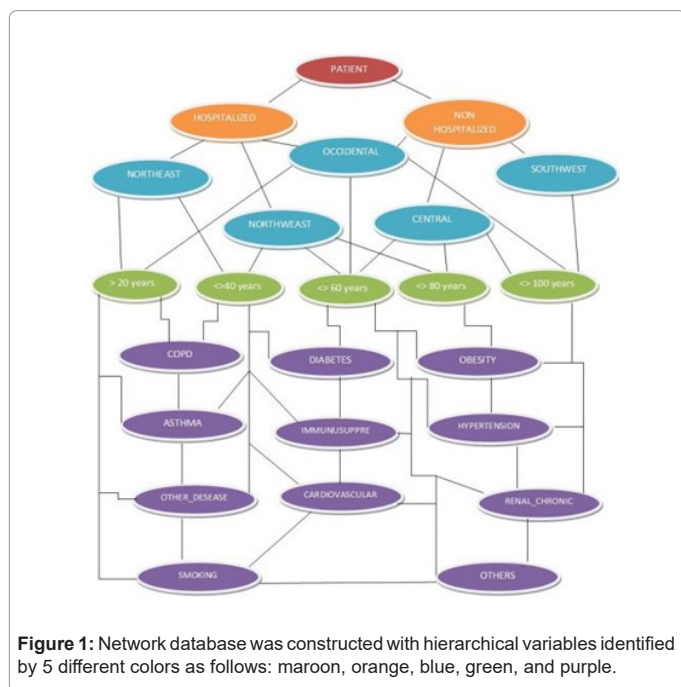 PATIENT
HOSPITALIZED
NON
HOSPITALIZED
OCCIDENTAL
NORTHEAST
SOUTHWEST
NORTHWEAST
CENTRAL
> 20 years
<>40 years
<> 60 years
<> 80 years
<> 100 years
COPD
DIABETES
OBESITY
ASTHMA
IMMUNUSUPPRE
HYPERTENSION
OTHER_DESEASE
CARDIOVASCULAR
RENAL_CHRONIC
SMOKING
OTHERS
Figure 1: Network database was constructed with hierarchical variables identified
by 5 different colors as follows: maroon, orange, blue, green, and purple.